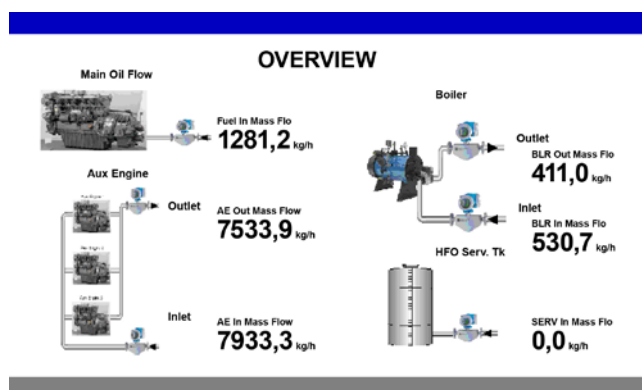 OVERVIEW
Main Oil Flow
Fuel In Mass Flo
1281,2 kg/h
Aux Engine
Outlet
AE Out Mass Flow
7533,9 kg/h
Inlet
AE In Mass Flow
7933,3 kg/h
Boiler
Outlet
BLR Out Mass Flo
411,0 kg/h
Inlet
BLR In Mass Flo
530,7 kg/h
HFO Serv. Tk
SERV In Mass Flo
0,0 kg/h